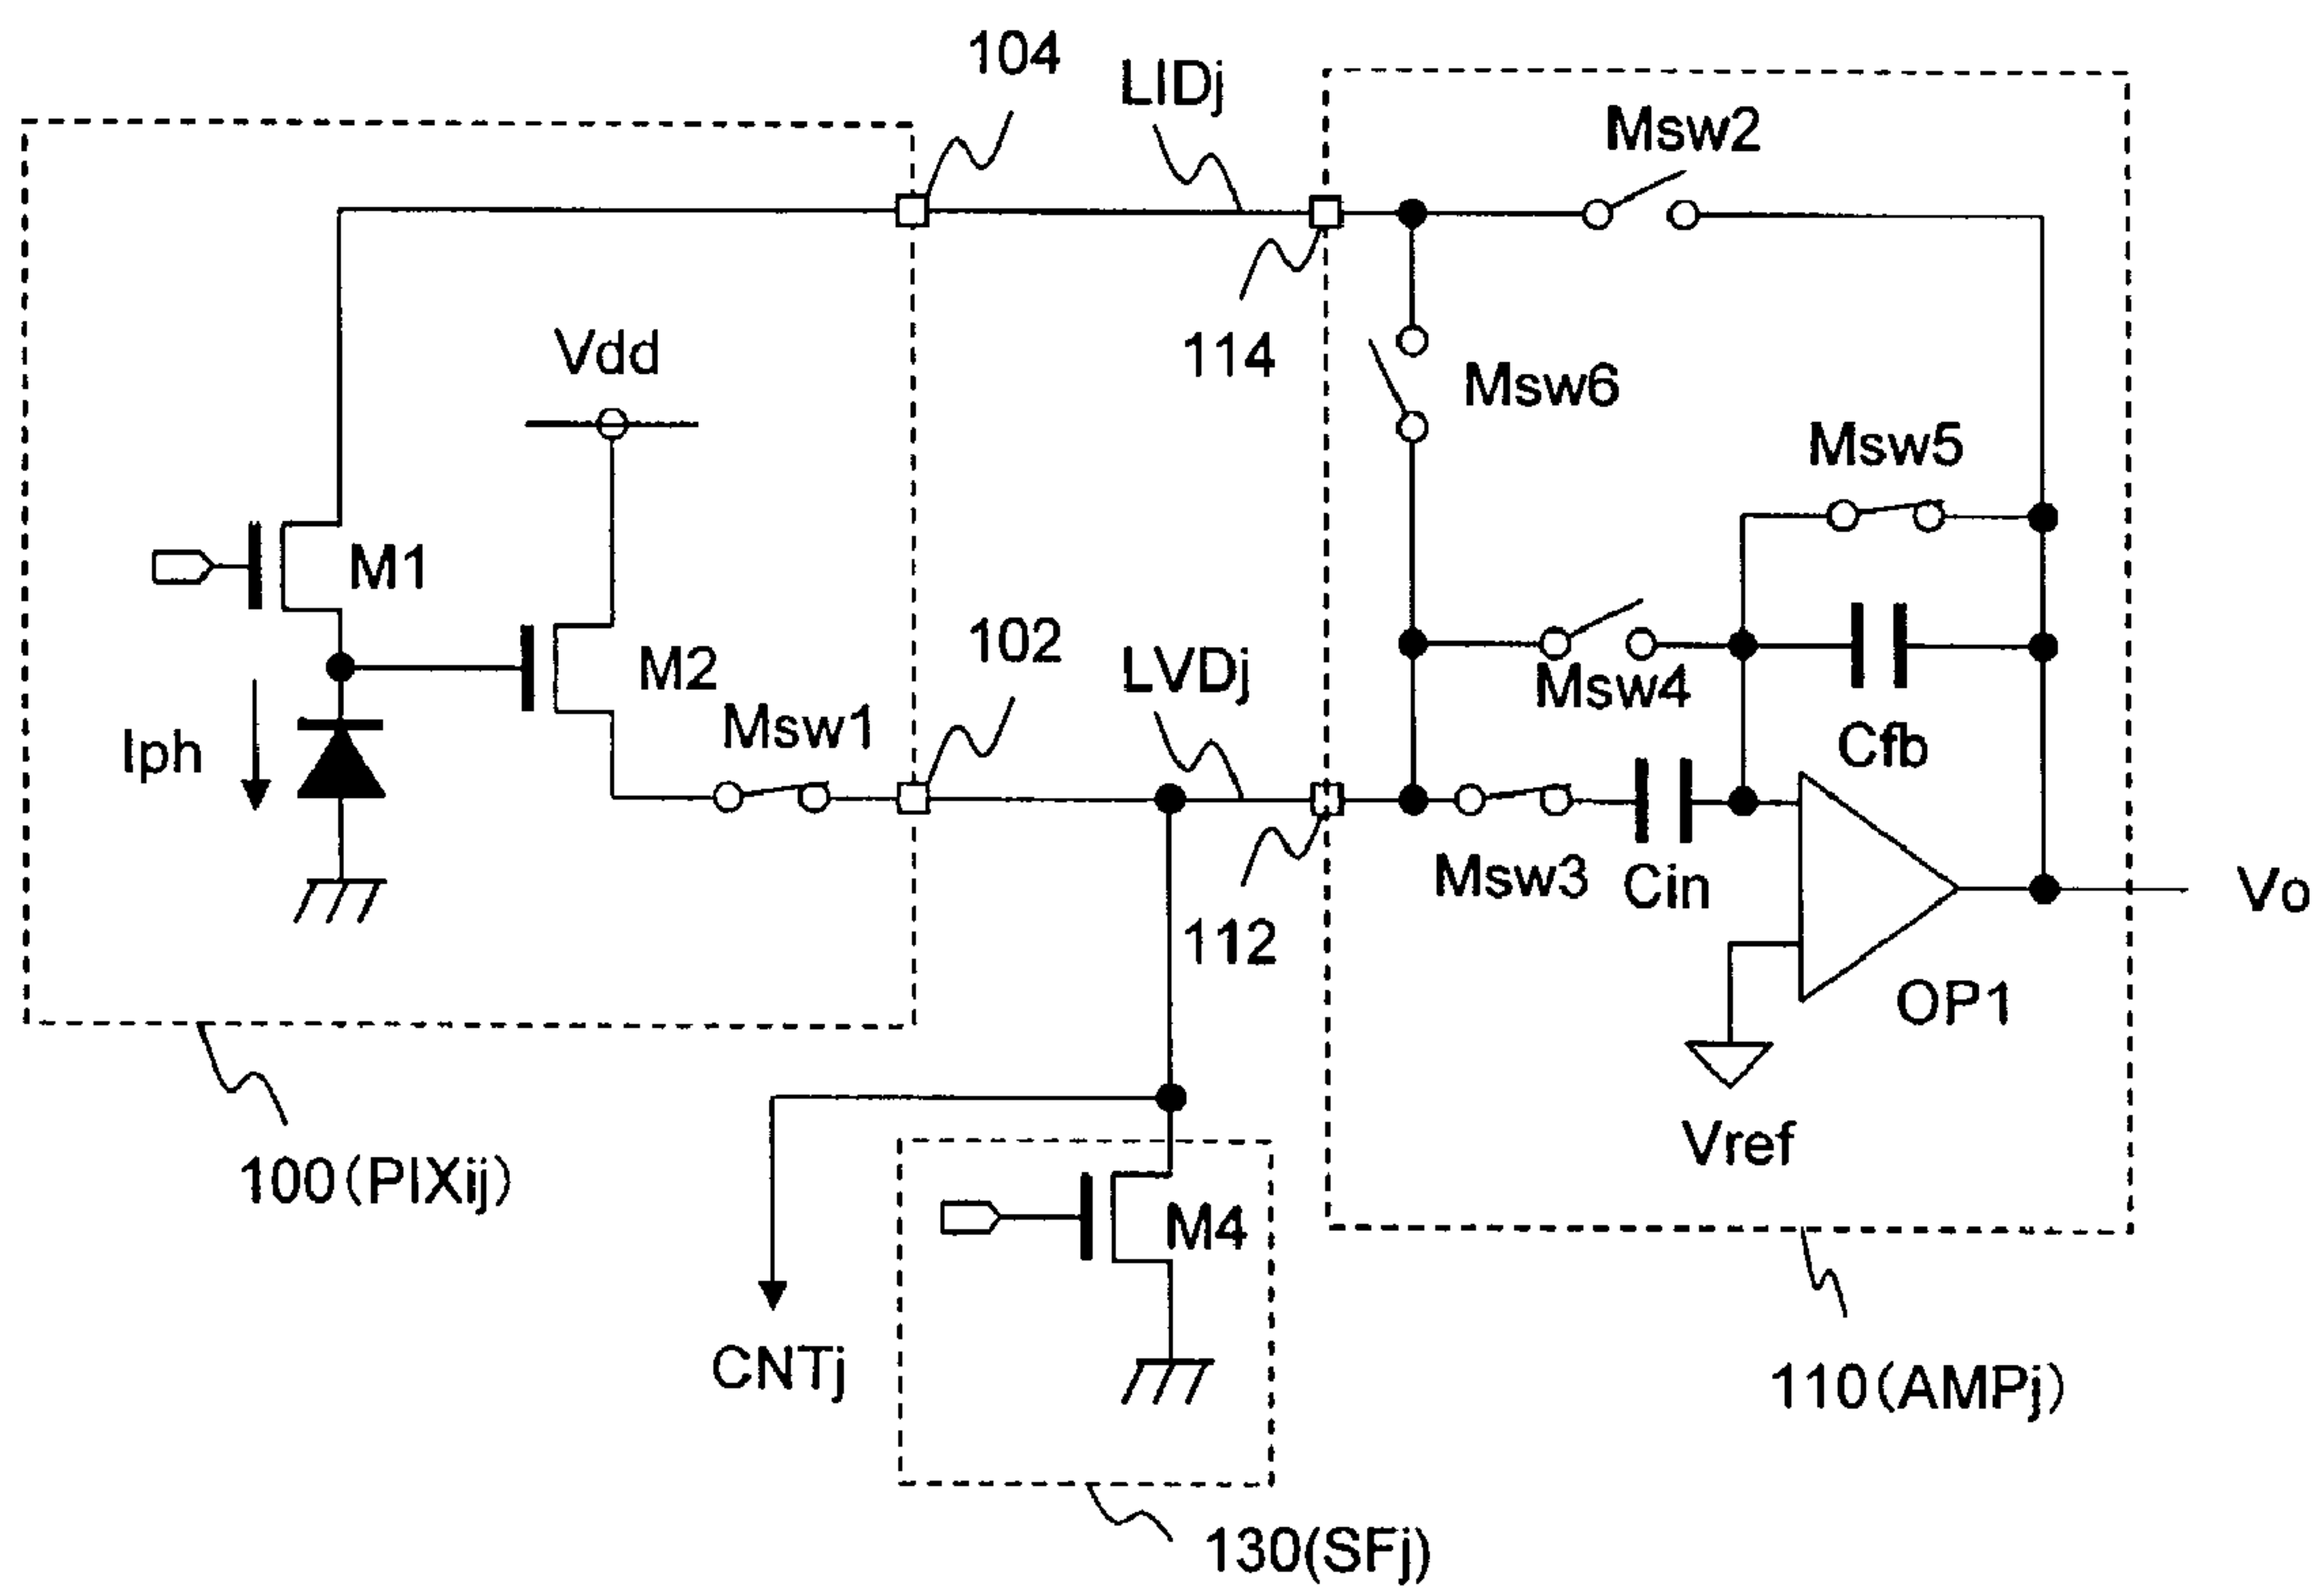 104
LIDj
Msw2
Vdd
114
Msw6
Msw5
M1
102
M2
LVDj
Msw4
Msw1
Iph
Cfb
Msw3
Cin
Vo
112
OP1
Vref
100(PIXij)
M4
CNTj
110(AMPj)
130(SFj)